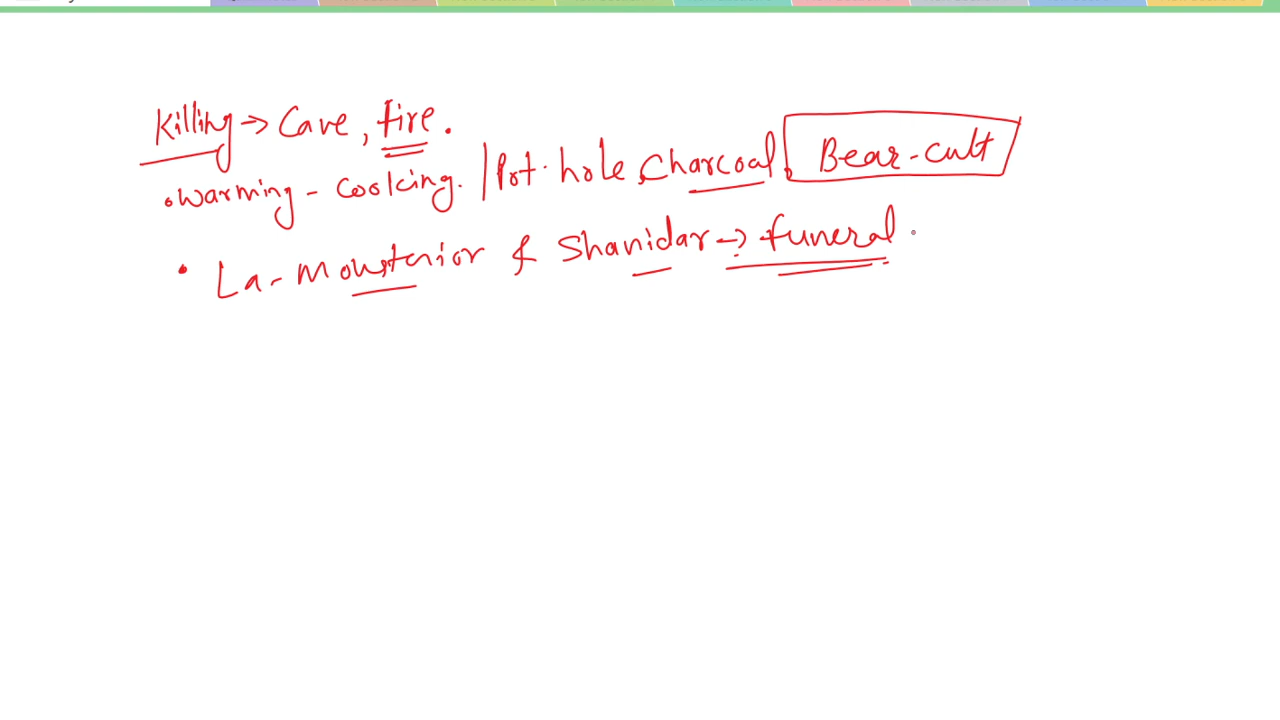 Killing → Cave, fire.
• Warming - Cooking. / Pot-hole, Charcoal. Bear-cult
• La-Mousterior & Shanidar → funeral.